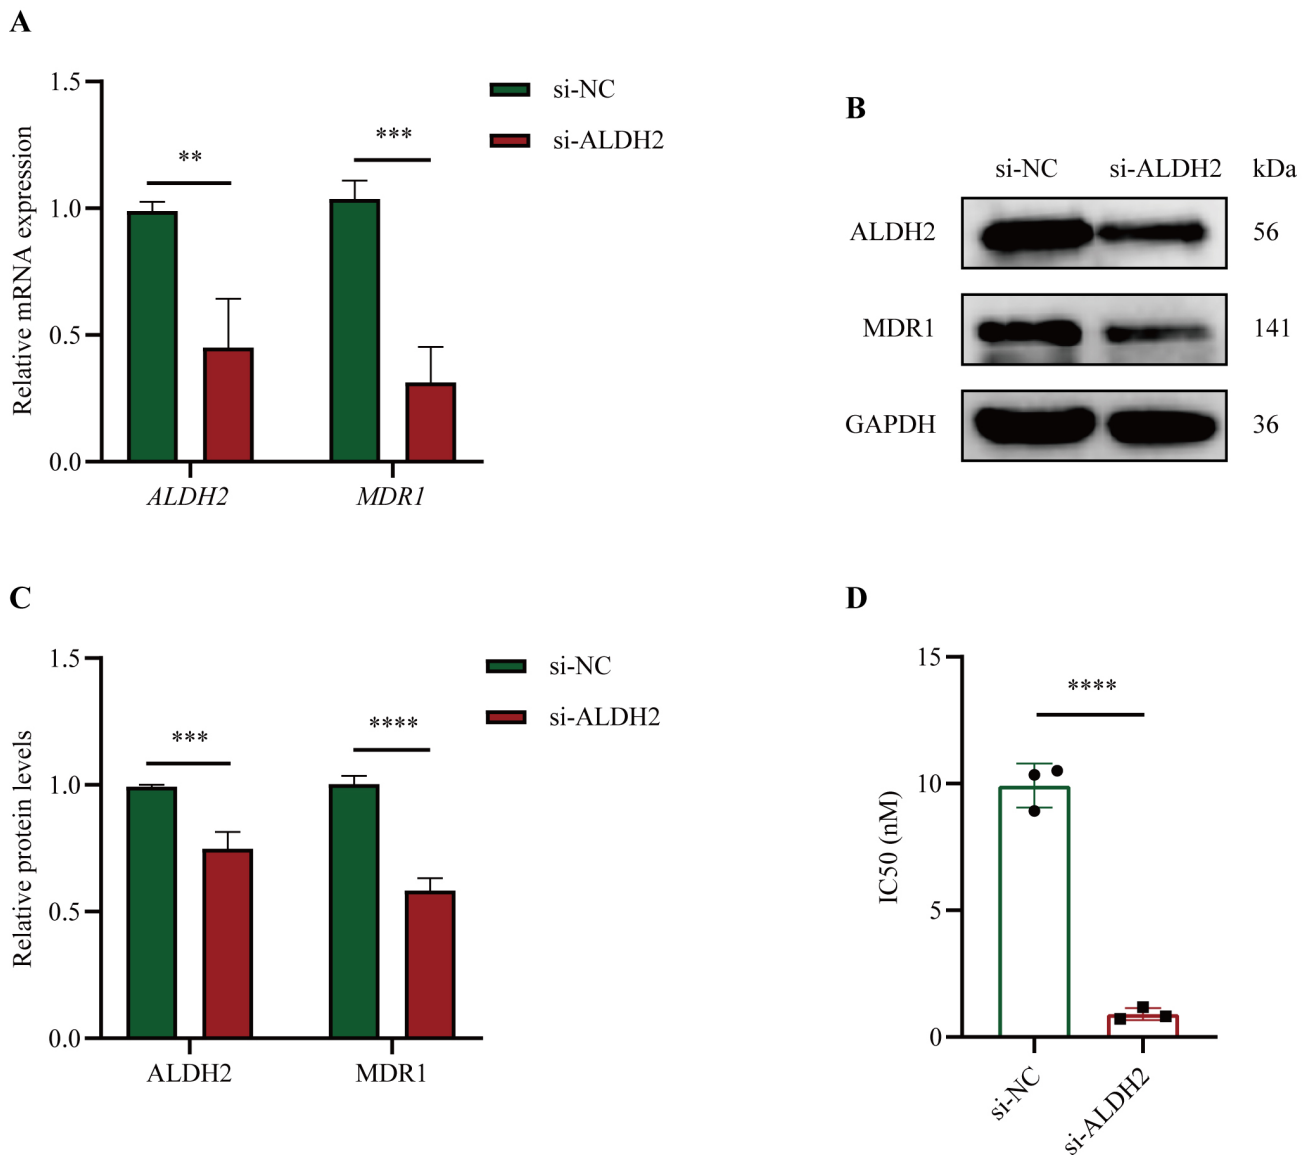 A
1.5
1.0
0.5
0.0
Relative mRNA expression
**
***
ALDH2
MDR1
si-NC
si-ALDH2
B
si-NC si-ALDH2 kDa
ALDH2 56
MDR1 141
GAPDH 36
C
1.5
1.0
0.5
0.0
Relative protein levels
***
****
ALDH2
MDR1
si-NC
si-ALDH2
D
15
10
5
0
IC50 (nM)
****
si-NC
si-ALDH2